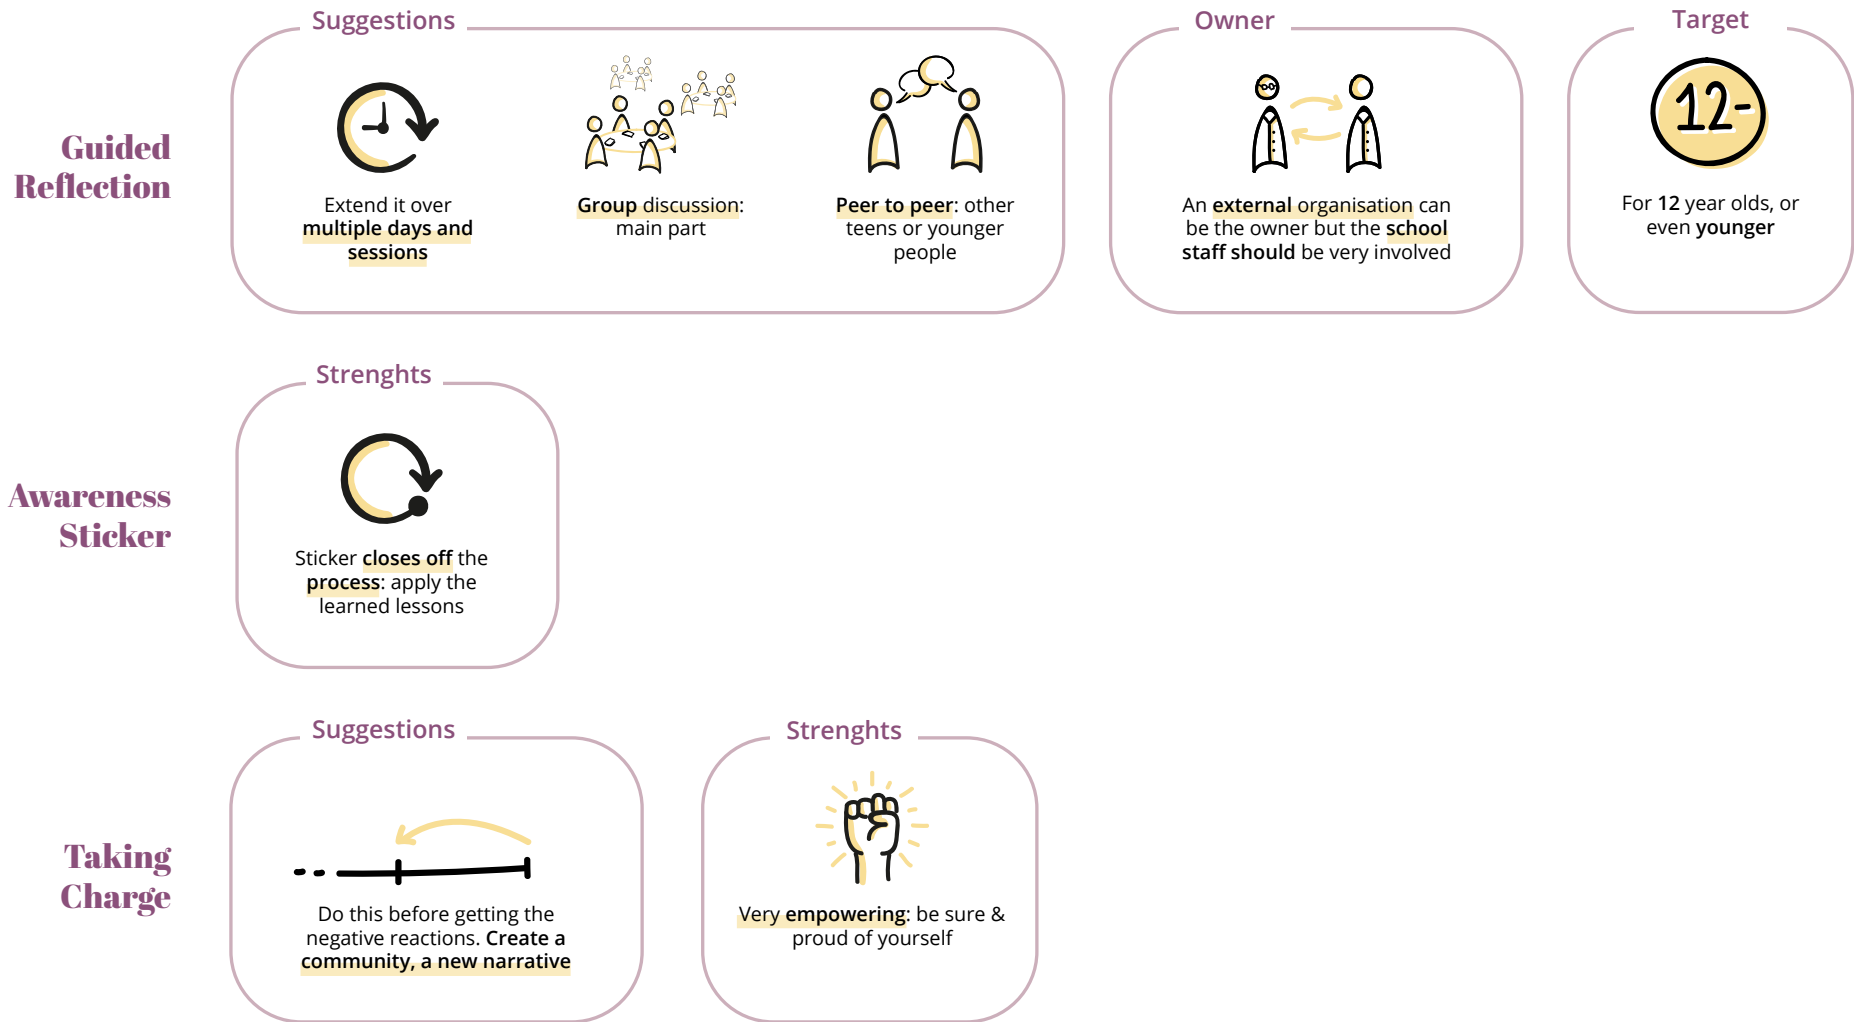 Guided
Reflection
Suggestions
Extend it over
multiple days and
sessions
Group discussion:
main part
Peer to peer: other
teens or younger
people
Owner
An external organisation can
be the owner but the school
staff should be very involved
Target
12-
For 12 year olds, or
even younger
Awareness
Sticker
Strenghts
Sticker closes off the
process: apply the
learned lessons
Taking
Charge
Suggestions
Do this before getting the
negative reactions. Create a
community, a new narrative
Strenghts
Very empowering: be sure &
proud of yourself